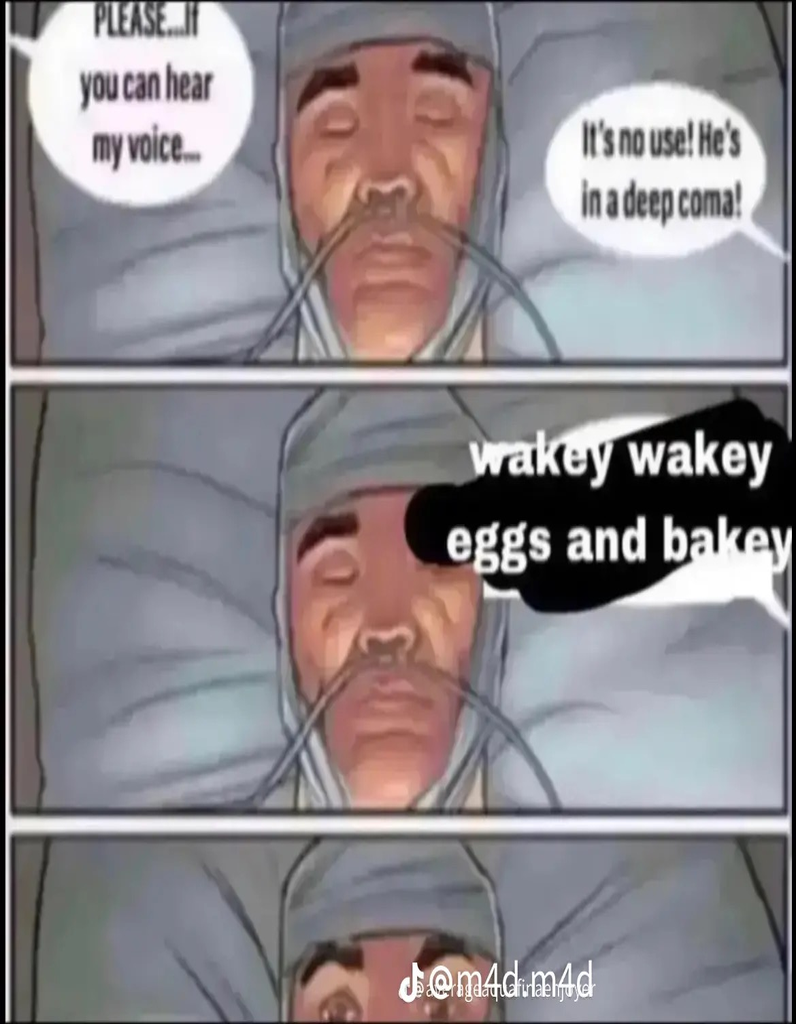 PLEASE...If
you can hear
my voice...
It's no use! He's
in a deep coma!
wakey wakey
eggs and bakey
@m4d.m4d
@averageaquafinaenjoyer